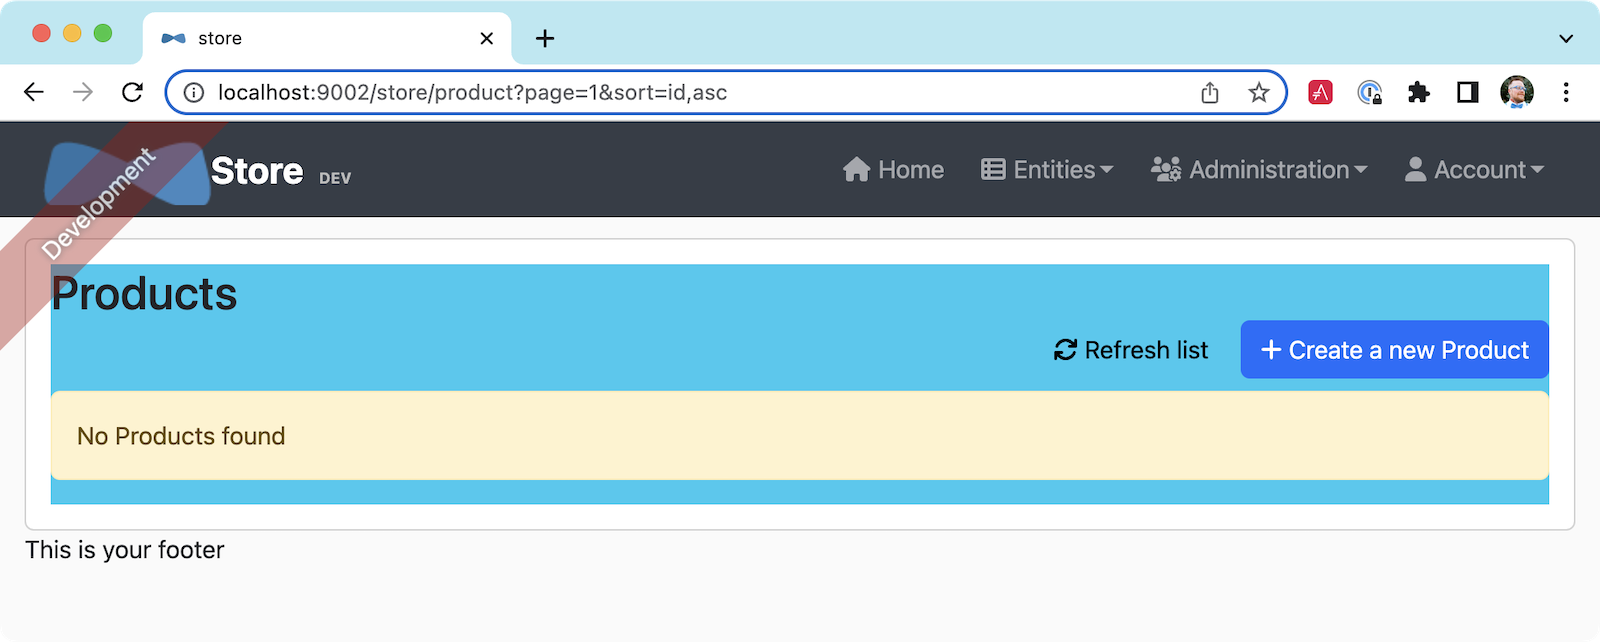 store
localhost:9002/store/product?page=1&sort=id,asc
Development
Store DEV
Home Entities Administration Account
Products
Refresh list + Create a new Product
No Products found
This is your footer